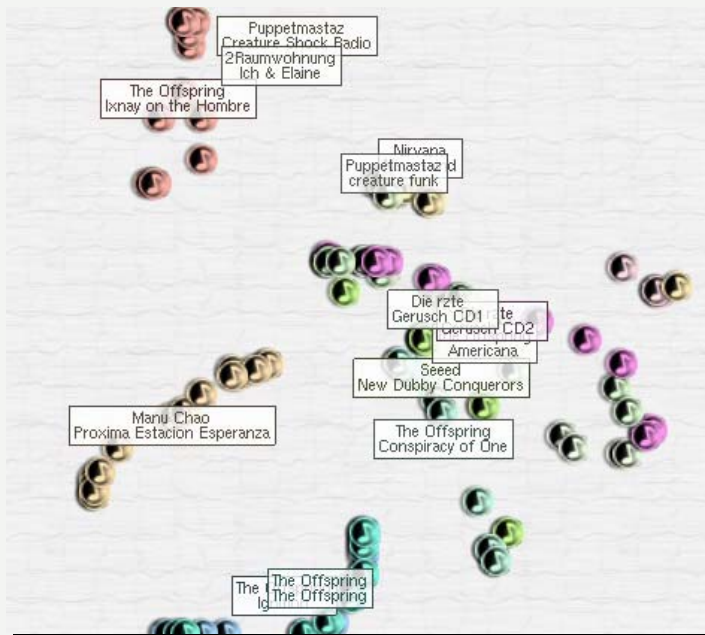 Puppetmastaz
Creature Shock Radio
2Raumwohnung
Ich & Elaine
The Offspring
Ixnay on the Hombre
Nirvana
Puppetmastaz
creature funk
Die rzte
Gerusch CD1
Gerusch CD2
Americana
Seeed
New Dubby Conquerors
Manu Chao
Proxima Estacion Esperanza
The Offspring
Conspiracy of One
The
The Offspring
The Offspring